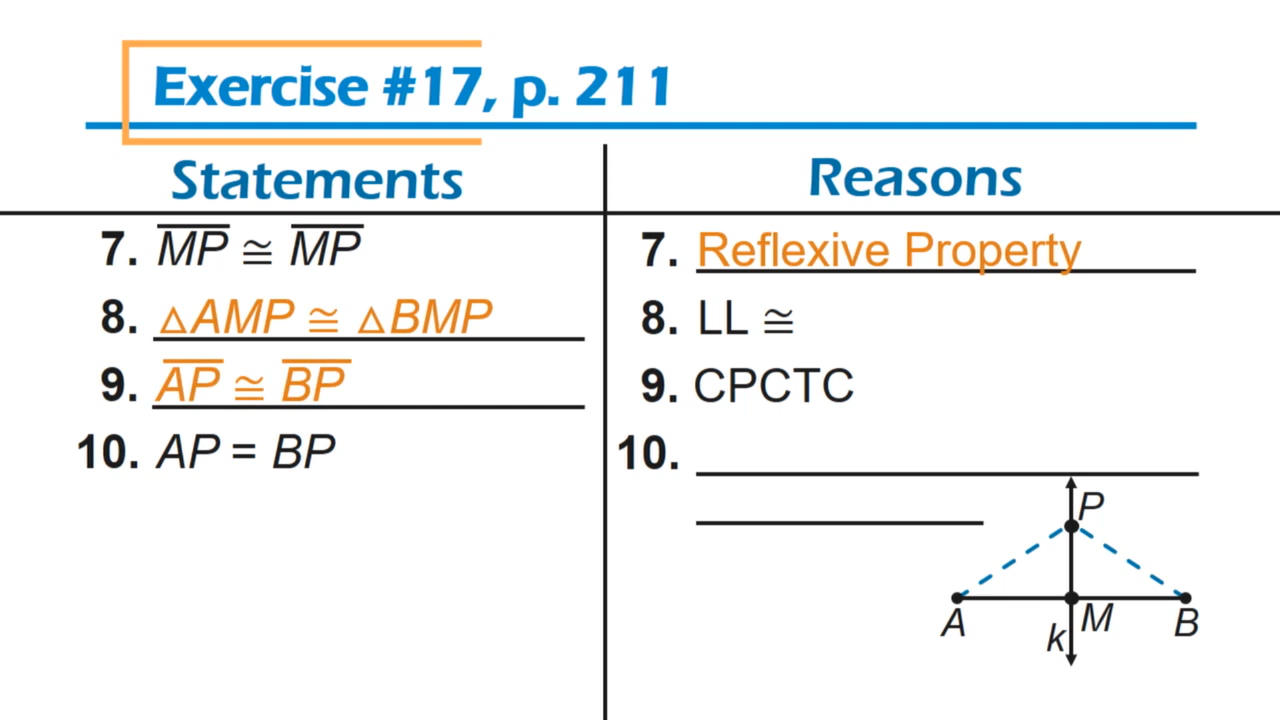 Exercise #17, p. 211
Statements
Reasons
7. MP ≅ MP
7. Reflexive Property
8. △AMP ≅ △BMP
8. LL ≅
9. AP ≅ BP
9. CPCTC
10. AP = BP
10.
P
A
M
B
k